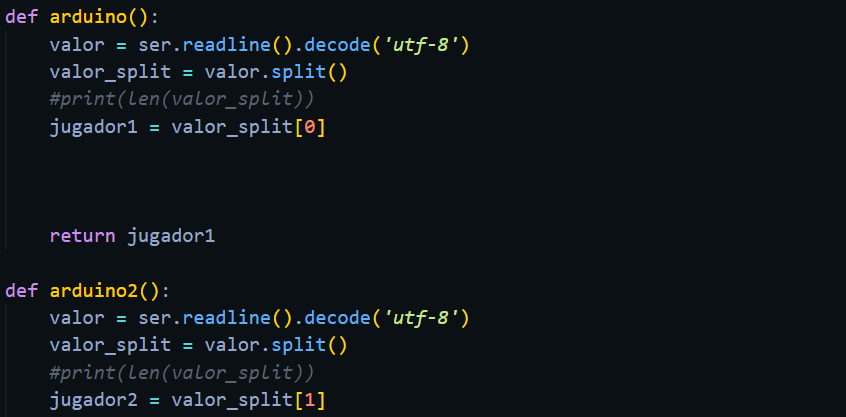 def arduino():
    valor = ser.readline().decode('utf-8')
    valor_split = valor.split()
    #print(len(valor_split))
    jugador1 = valor_split[0]
    return jugador1
def arduino2():
    valor = ser.readline().decode('utf-8')
    valor_split = valor.split()
    #print(len(valor_split))
    jugador2 = valor_split[1]